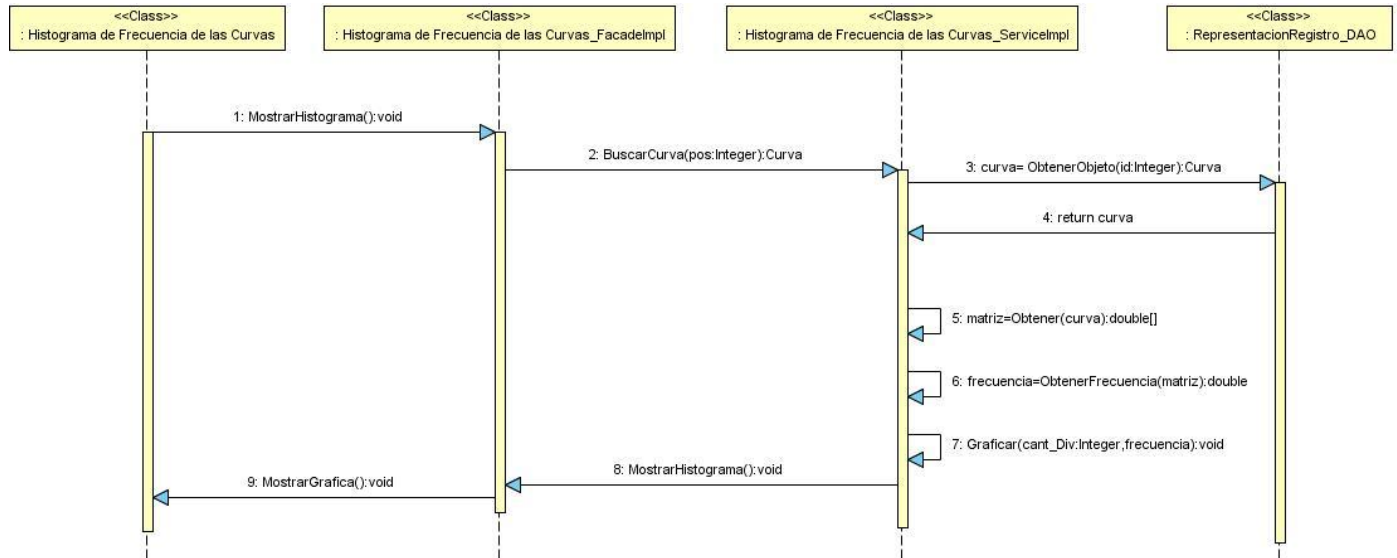 <<Class>>
: Histograma de Frecuencia de las Curvas
<<Class>>
: Histograma de Frecuencia de las Curvas_FacadeImpl
<<Class>>
: Histograma de Frecuencia de las Curvas_ServiceImpl
<<Class>>
: RepresentacionRegistro_DAO
1: MostrarHistograma():void
2: BuscarCurva(pos:Integer):Curva
3: curva= ObtenerObjeto(id:Integer):Curva
4: return curva
5: matriz=Obtener(curva):double[]
6: frecuencia=ObtenerFrecuencia(matriz):double
7: Graficar(cant_Div:Integer,frecuencia):void
8: MostrarHistograma():void
9: MostrarGrafica():void